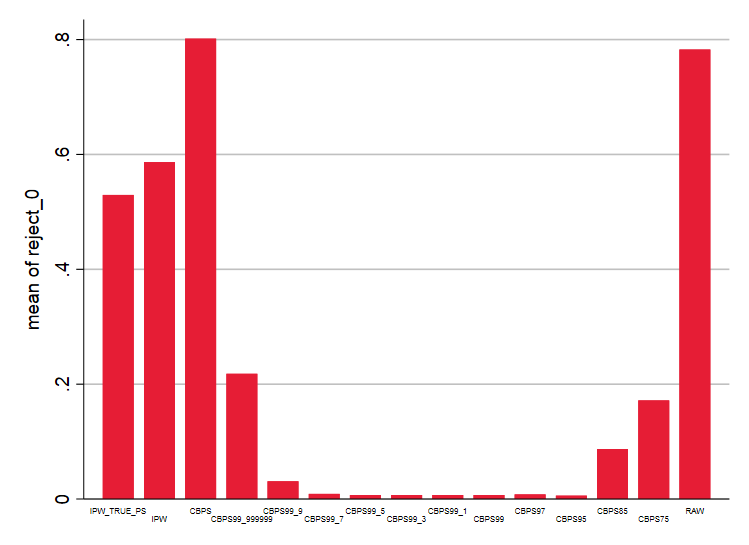 mean of reject_0
.8
.6
.4
.2
0
IPW_TRUE_PS
IPW
CBPS
CBPS99_999999
CBPS99_9
CBPS99_7
CBPS99_5
CBPS99_3
CBPS99_1
CBPS99
CBPS97
CBPS95
CBPS85
CBPS75
RAW